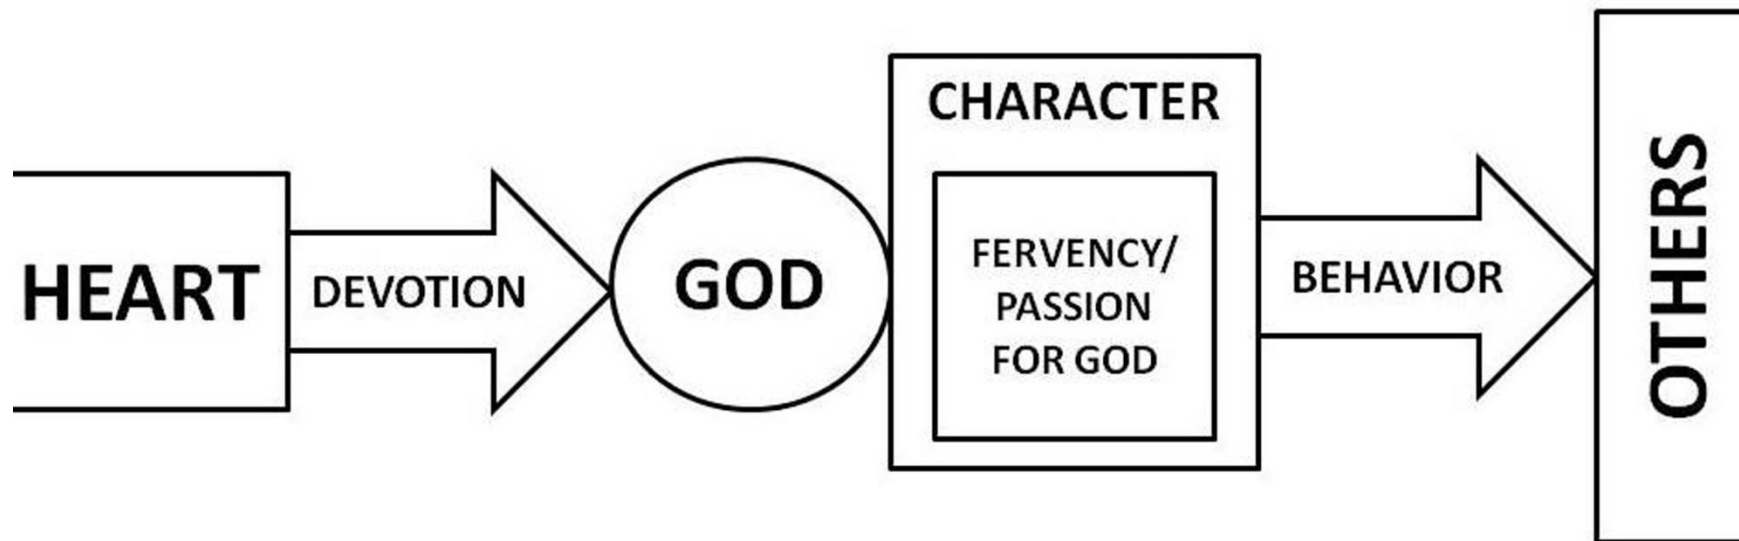 HEART
DEVOTION
GOD
CHARACTER
FERVENCY/
PASSION
FOR GOD
BEHAVIOR
OTHERS